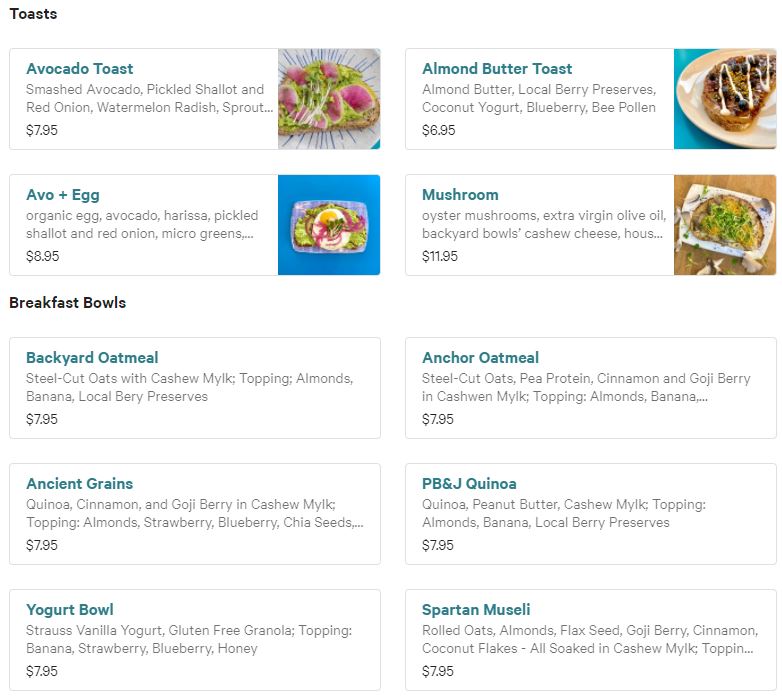 Toasts
Avocado Toast
Smashed Avocado, Pickled Shallot and
Red Onion, Watermelon Radish, Sprout...
$7.95
Almond Butter Toast
Almond Butter, Local Berry Preserves,
Coconut Yogurt, Blueberry, Bee Pollen
$6.95
Avo + Egg
organic egg, avocado, harissa, pickled
shallot and red onion, micro greens,...
$8.95
Mushroom
oyster mushrooms, extra virgin olive oil,
backyard bowls’ cashew cheese, hous...
$11.95
Breakfast Bowls
Backyard Oatmeal
Steel-Cut Oats with Cashew Mylk; Topping; Almonds,
Banana, Local Bery Preserves
$7.95
Anchor Oatmeal
Steel-Cut Oats, Pea Protein, Cinnamon and Goji Berry
in Cashwen Mylk; Topping: Almonds, Banana,...
$7.95
Ancient Grains
Quinoa, Cinnamon, and Goji Berry in Cashew Mylk;
Topping: Almonds, Strawberry, Blueberry, Chia Seeds,...
$7.95
PB&J Quinoa
Quinoa, Peanut Butter, Cashew Mylk; Topping:
Almonds, Banana, Local Berry Preserves
$7.95
Yogurt Bowl
Strauss Vanilla Yogurt, Gluten Free Granola; Topping:
Banana, Strawberry, Blueberry, Honey
$7.95
Spartan Museli
Rolled Oats, Almonds, Flax Seed, Goji Berry, Cinnamon,
Coconut Flakes - All Soaked in Cashew Mylk; Toppin...
$7.95